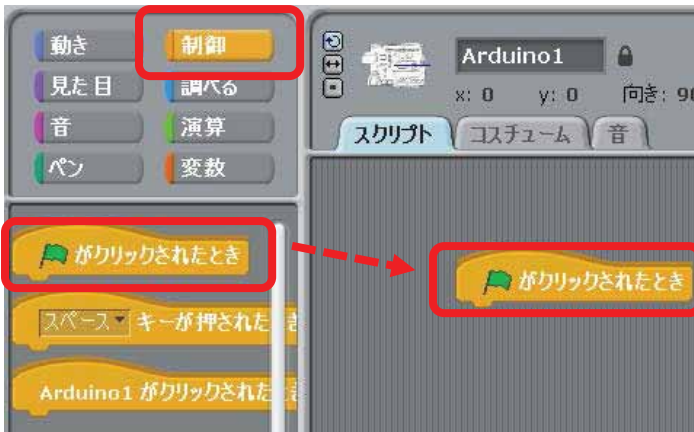 動き 制御
見た目 調べる
音 演算
ペン 変数
Arduino1
x: 0 y: 0 向き: 90
スクリプト コスチューム 音
がクリックされたとき
スペース キーが押された
Arduino1 がクリックされた
がクリックされたとき